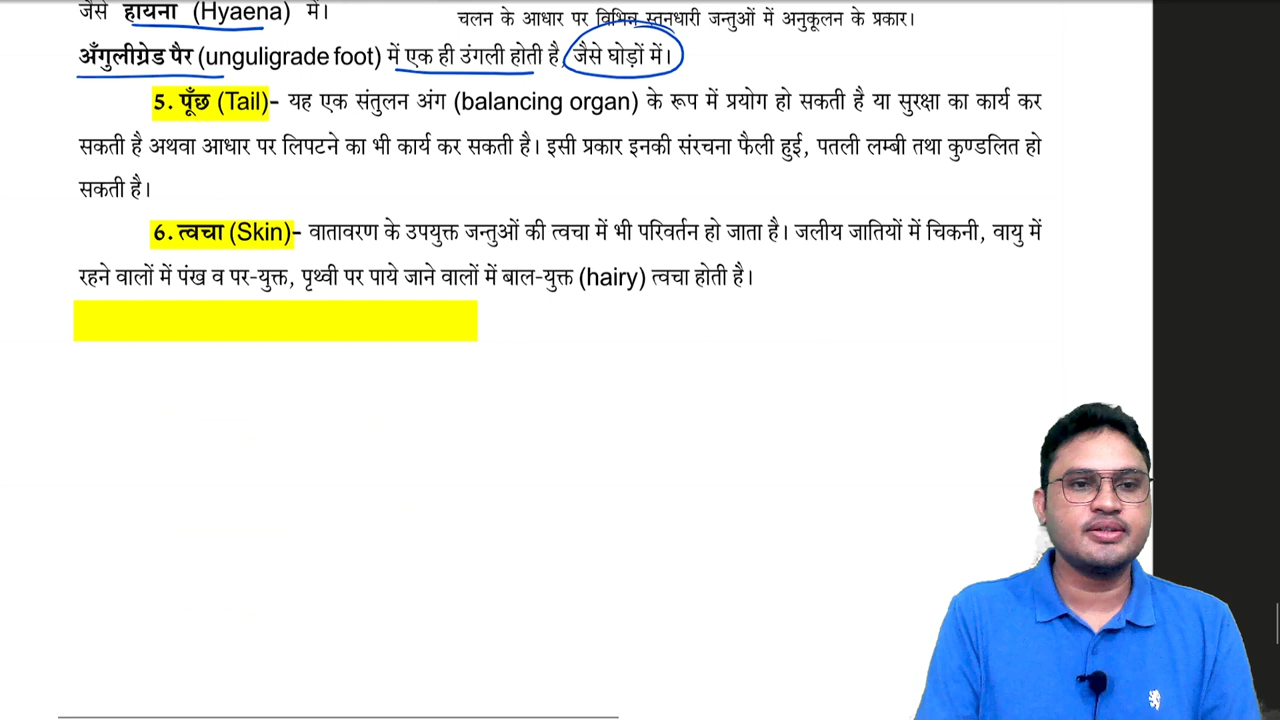 जैसे हायना (Hyaena) में।
चलन के आधार पर विभिन्न स्तनधारी जन्तुओं में अनुकूलन के प्रकार।
अँगुलीग्रेड पैर (unguligrade foot) में एक ही उंगली होती है, जैसे घोड़ों में।
5. पूँछ (Tail)- यह एक संतुलन अंग (balancing organ) के रूप में प्रयोग हो सकती है या सुरक्षा का कार्य कर
सकती है अथवा आधार पर लिपटने का भी कार्य कर सकती है। इसी प्रकार इनकी संरचना फैली हुई, पतली लम्बी तथा कुण्डलित हो
सकती है।
6. त्वचा (Skin)- वातावरण के उपयुक्त जन्तुओं की त्वचा में भी परिवर्तन हो जाता है। जलीय जातियों में चिकनी, वायु में
रहने वालों में पंख व पर-युक्त, पृथ्वी पर पाये जाने वालों में बाल-युक्त (hairy) त्वचा होती है।